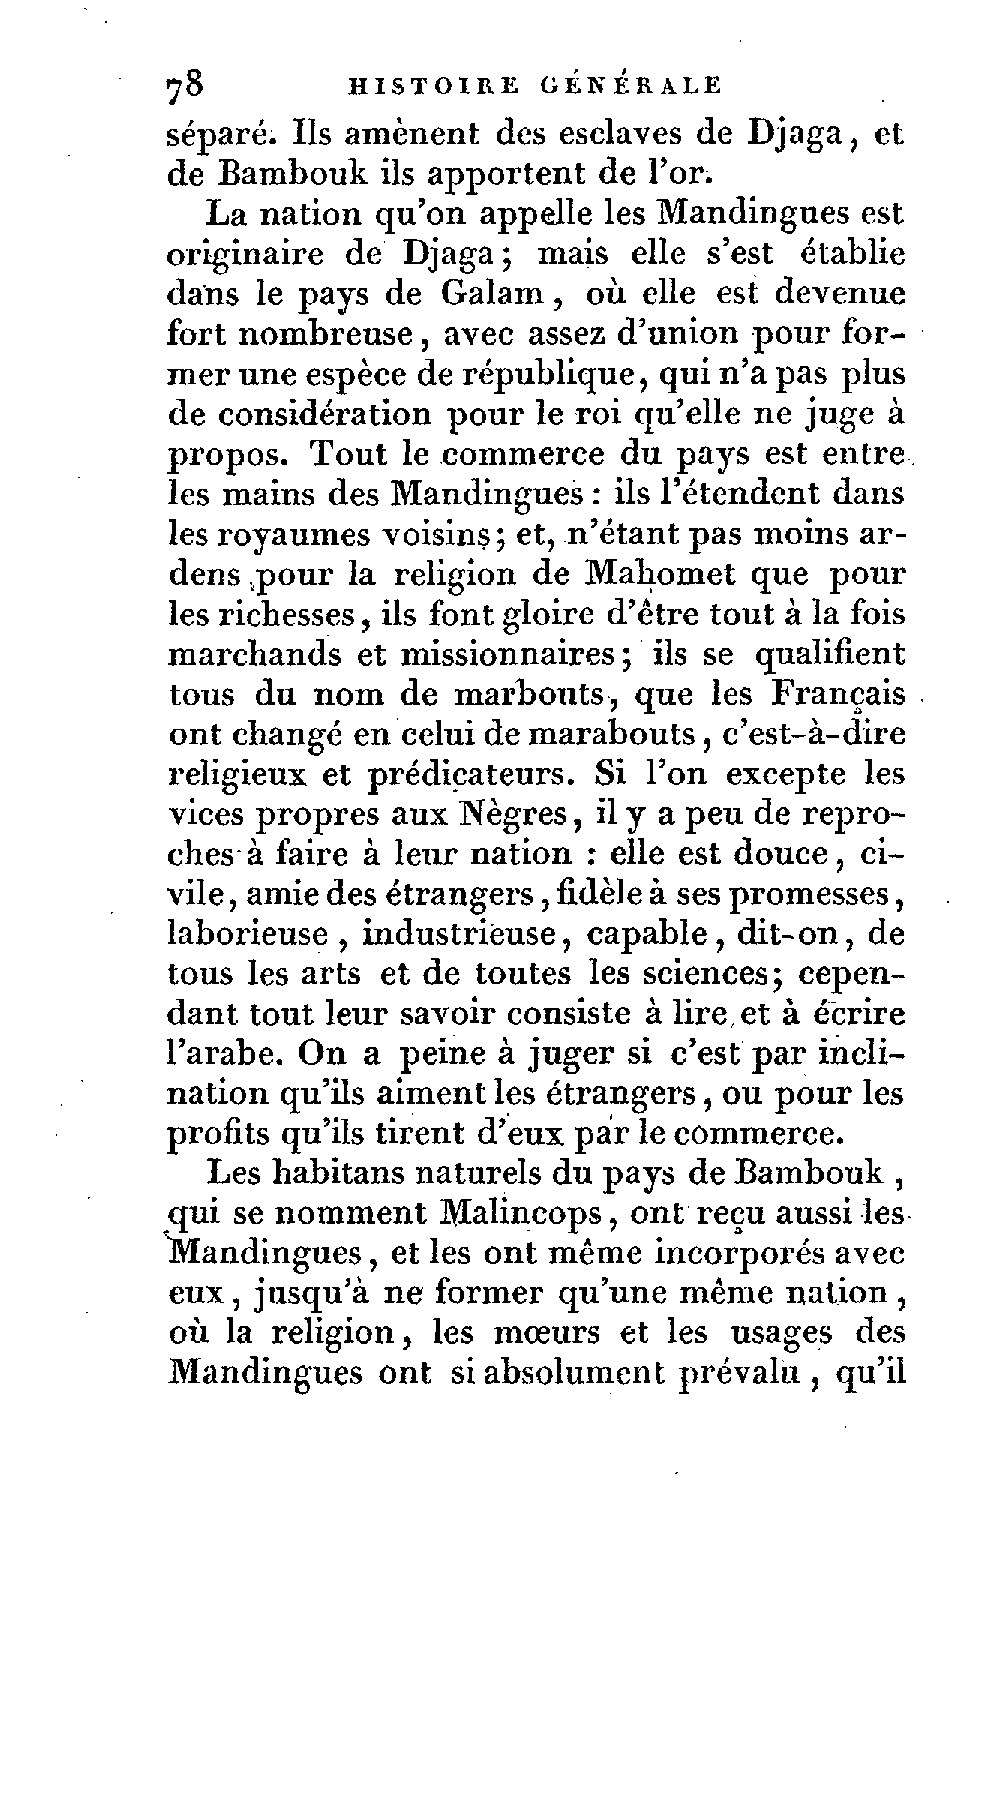 78 HISTOIRE GÉNÉRALE
séparé. Ils amènent des esclaves de Djaga, et
de Bambouk ils apportent de l'or.
La nation qu'on appelle les Mandingues est
originaire de Djaga; mais elle s'est établie
dans le pays de Galam, où elle est devenue
fort nombreuse, avec assez d'union pour for-
mer une espèce de république, qui n'a pas plus
de considération pour le roi qu'elle ne juge à
propos. Tout le commerce du pays est entre
les mains des Mandingues : ils l'étendent dans
les royaumes voisins; et, n'étant pas moins ar-
dens pour la religion de Mahomet que pour
les richesses, ils font gloire d'être tout à la fois
marchands et missionnaires; ils se qualifient
tous du nom de marbouts, que les Français
ont changé en celui de marabouts, c'est-à-dire
religieux et prédicateurs. Si l'on excepte les
vices propres aux Nègres, il y a peu de repro-
ches à faire à leur nation : elle est douce, ci-
vile, amie des étrangers, fidèle à ses promesses,
laborieuse, industrieuse, capable, dit-on, de
tous les arts et de toutes les sciences; cepen-
dant tout leur savoir consiste à lire et à écrire
l'arabe. On a peine à juger si c'est par incli-
nation qu'ils aiment les étrangers, ou pour les
profits qu'ils tirent d'eux par le commerce.
Les habitans naturels du pays de Bambouk,
qui se nomment Malincops, ont reçu aussi les
Mandingues, et les ont même incorporés avec
eux, jusqu'à ne former qu'une même nation,
où la religion, les mœurs et les usages des
Mandingues ont si absolument prévalu, qu'il